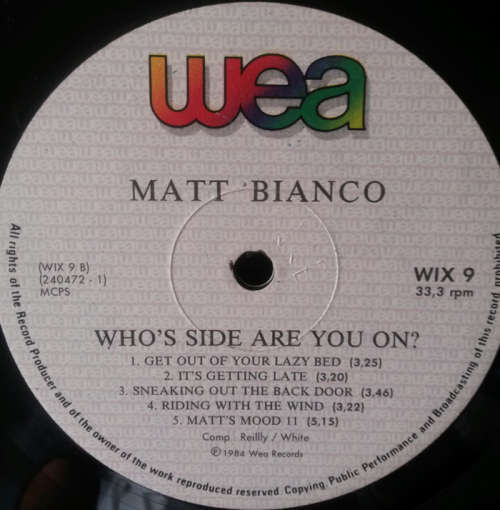 wea
MATT BIANCO
(WIX 9 B)
(240472 - 1)
MCPS
WIX 9
33,3 rpm
WHO'S SIDE ARE YOU ON?
1. GET OUT OF YOUR LAZY BED (3,25)
2. IT'S GETTING LATE (3,20)
3. SNEAKING OUT THE BACK DOOR (3,46)
4. RIDING WITH THE WIND (3,22)
5. MATT'S MOOD 11 (5,15)
Comp : Reillly / White
℗ 1984 Wea Records
All rights of the Record Producer and of the owner of the work reproduced reserved. Copying, Public Performance and Broadcasting of this record prohibited